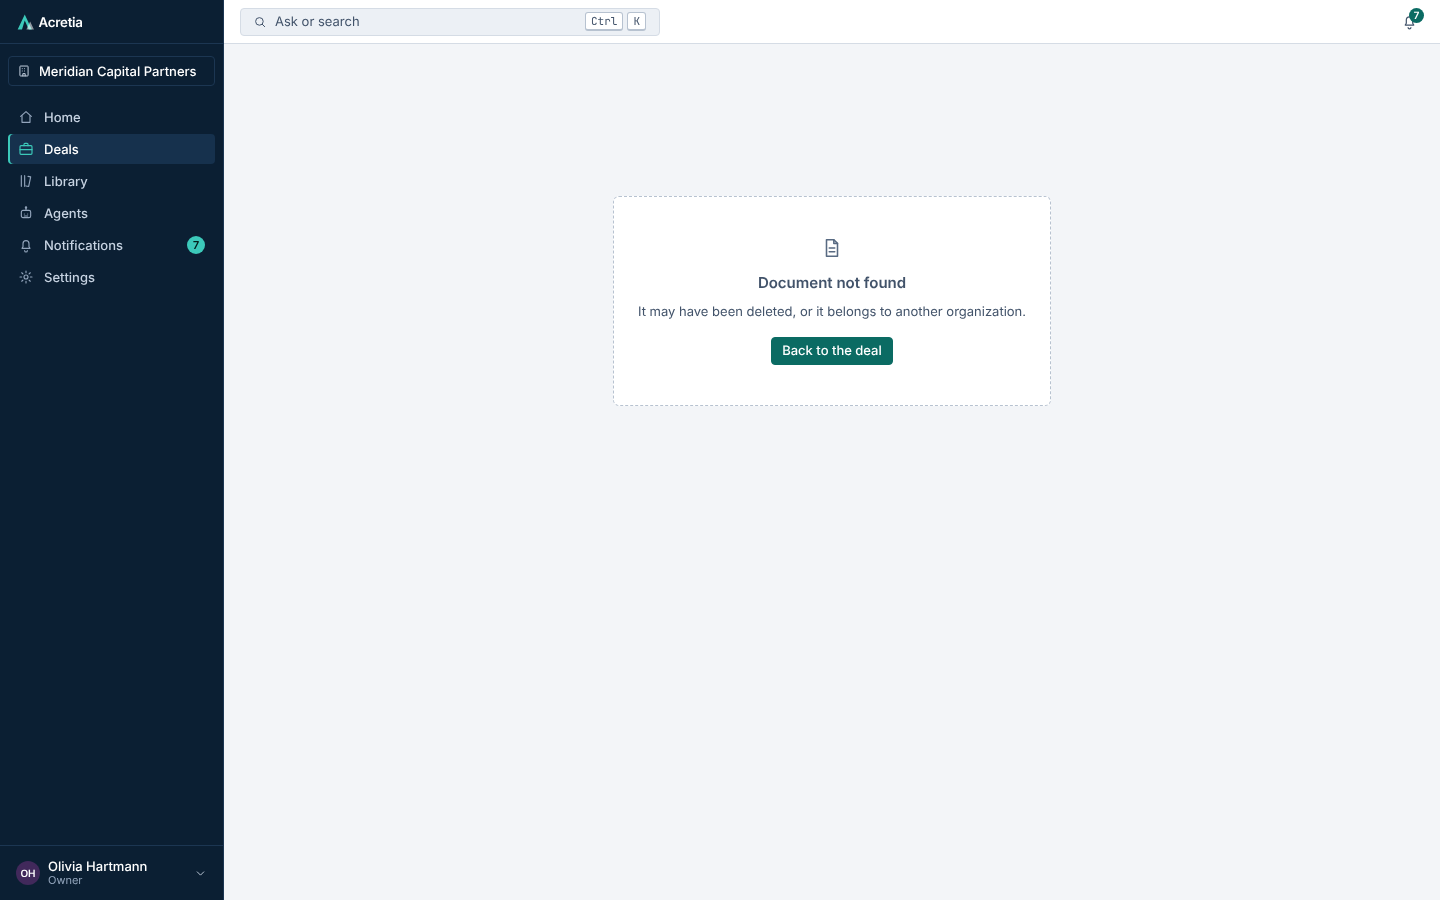 Acretia
Ask or search
Ctrl K
7
Meridian Capital Partners
Home
Deals
Library
Agents
Notifications 7
Settings
Document not found
It may have been deleted, or it belongs to another organization.
Back to the deal
OH
Olivia Hartmann
Owner